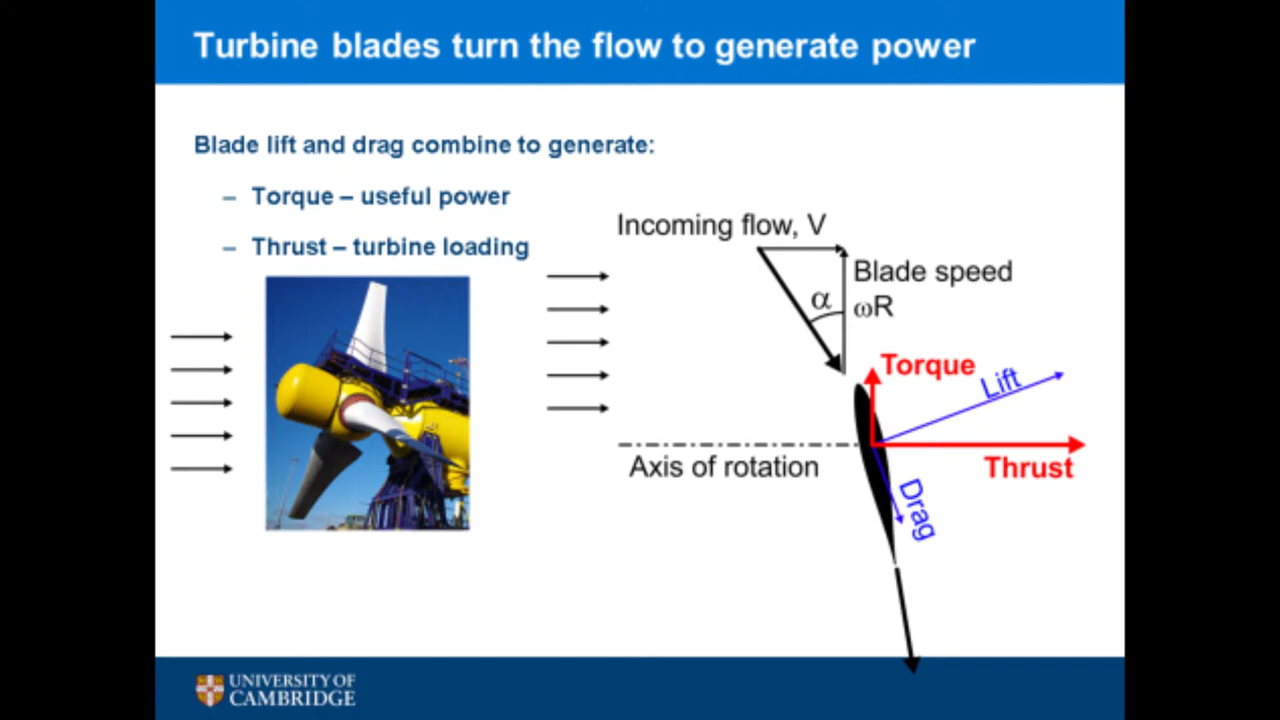 Turbine blades turn the flow to generate power
Blade lift and drag combine to generate:
– Torque – useful power
– Thrust – turbine loading
Incoming flow, V
Blade speed
α
ωR
Torque
Lift
Axis of rotation
Thrust
Drag
UNIVERSITY OF
CAMBRIDGE